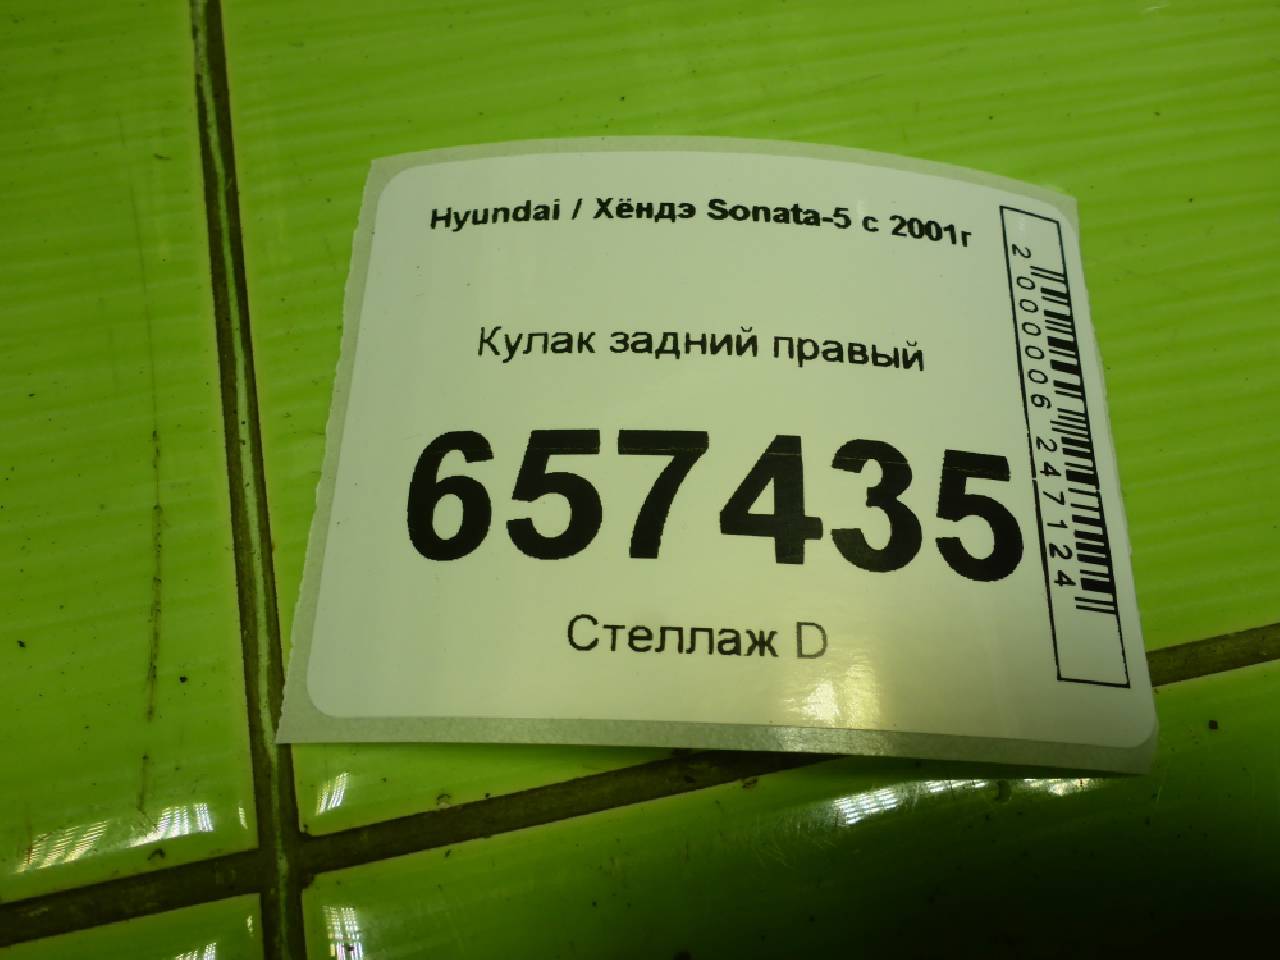 Hyundai / Хёндэ Sonata-5 с 2001г
Кулак задний правый
657435
Стеллаж D
2000006247124